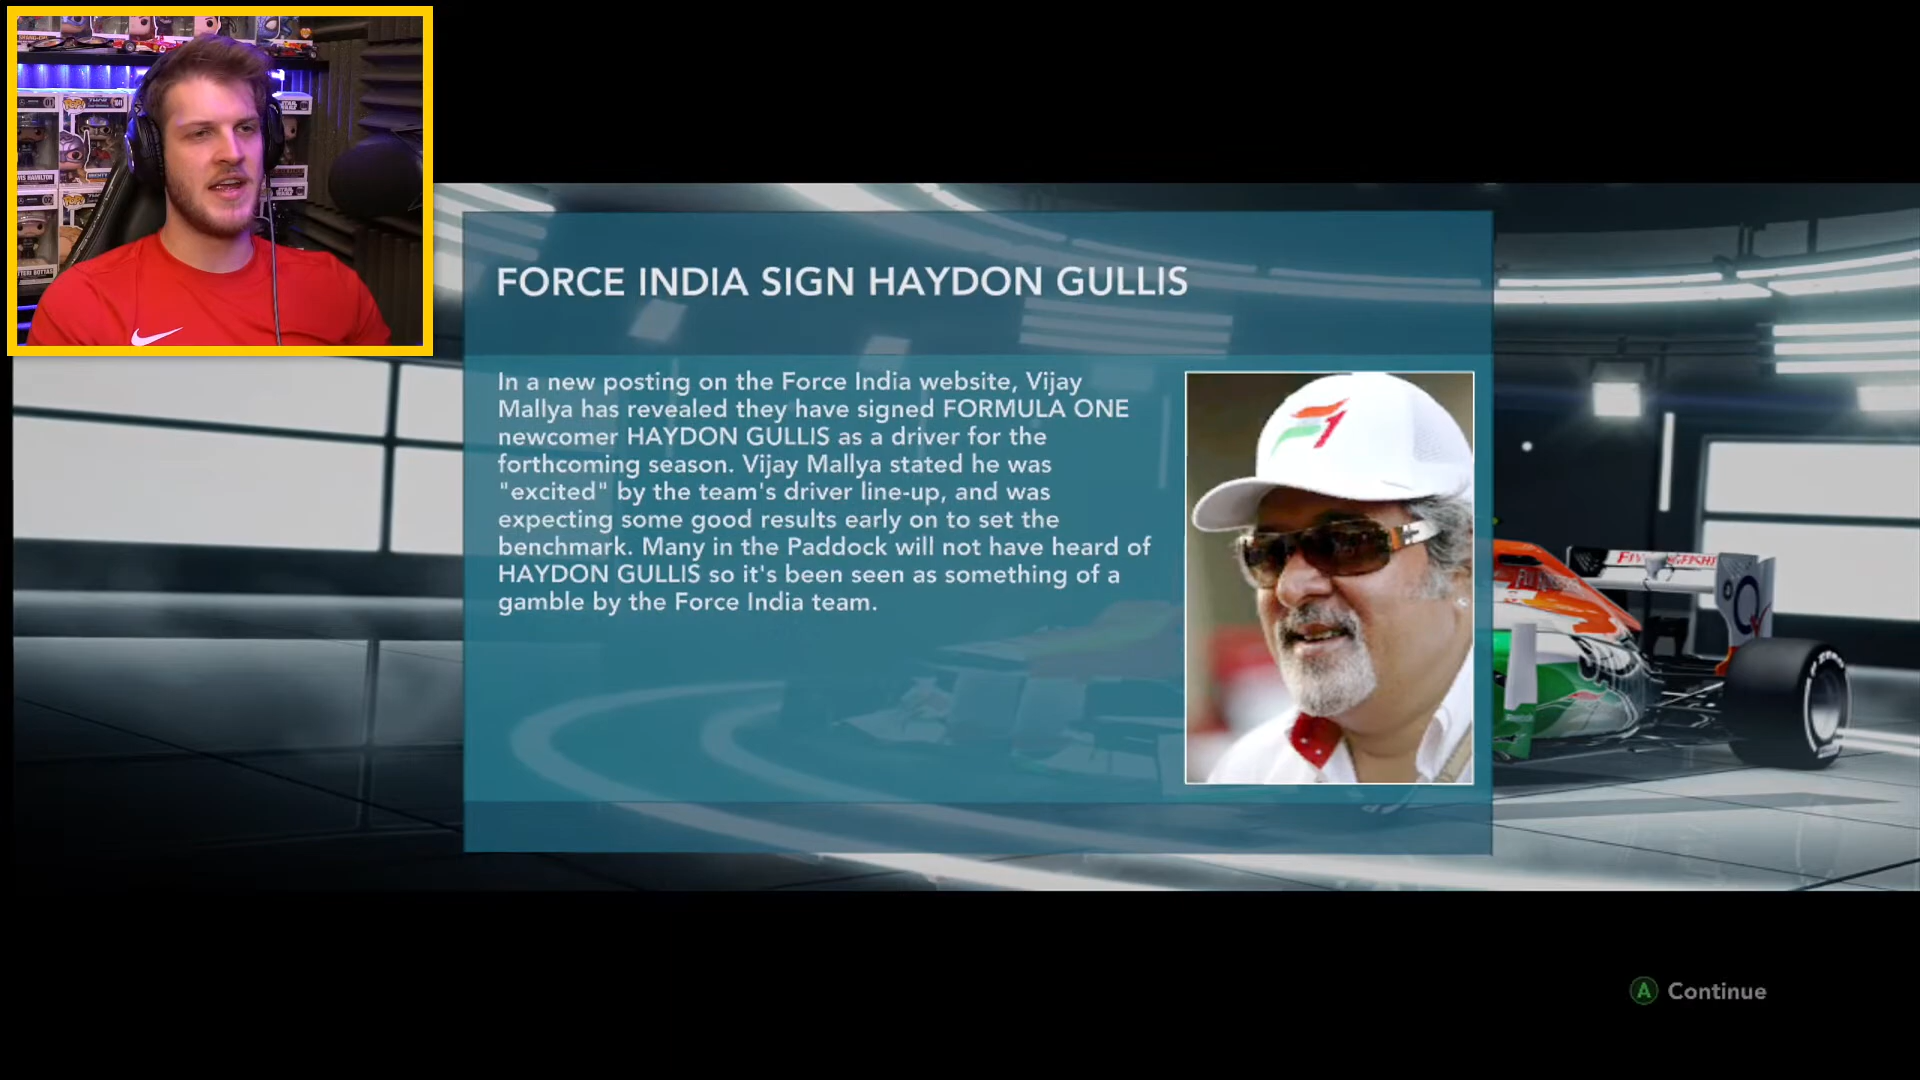 FORCE INDIA SIGN HAYDON GULLIS
In a new posting on the Force India website, Vijay
Mallya has revealed they have signed FORMULA ONE
newcomer HAYDON GULLIS as a driver for the
forthcoming season. Vijay Mallya stated he was
"excited" by the team's driver line-up, and was
expecting some good results early on to set the
benchmark. Many in the Paddock will not have heard of
HAYDON GULLIS so it's been seen as something of a
gamble by the Force India team.
A Continue